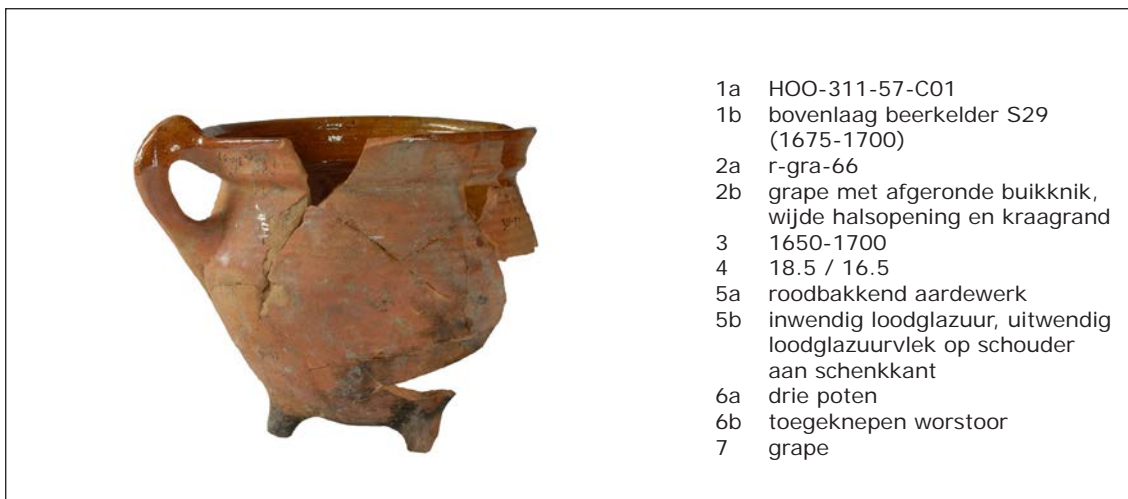 1a HOO-311-57-C01
1b bovenlaag beerkelder S29
(1675-1700)
2a r-gra-66
2b grape met afgeronde buikknik,
wijde halsopening en kraagrand
3 1650-1700
4 18.5 / 16.5
5a roodbakkend aardewerk
5b inwendig loodglazuur, uitwendig
loodglazuurvlek op schouder
aan schenkkant
6a drie poten
6b toegeknepen worstoor
7 grape